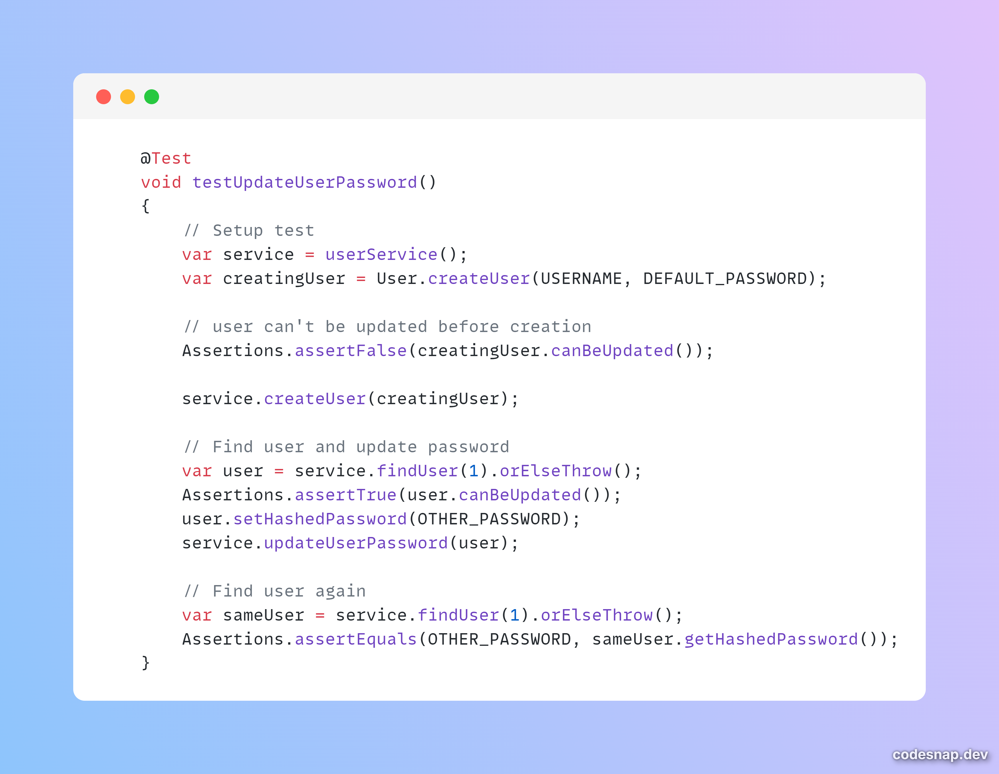 @Test
void testUpdateUserPassword()
{
    // Setup test
    var service = userService();
    var creatingUser = User.createUser(USERNAME, DEFAULT_PASSWORD);

    // user can't be updated before creation
    Assertions.assertFalse(creatingUser.canBeUpdated());

    service.createUser(creatingUser);

    // Find user and update password
    var user = service.findUser(1).orElseThrow();
    Assertions.assertTrue(user.canBeUpdated());
    user.setHashedPassword(OTHER_PASSWORD);
    service.updateUserPassword(user);

    // Find user again
    var sameUser = service.findUser(1).orElseThrow();
    Assertions.assertEquals(OTHER_PASSWORD, sameUser.getHashedPassword());
}
codesnap.dev